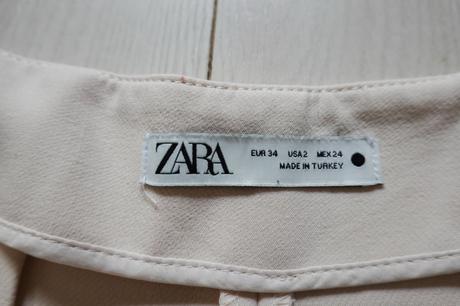 ZARA
EUR 34 USA 2 MEX 24
MADE IN TURKEY